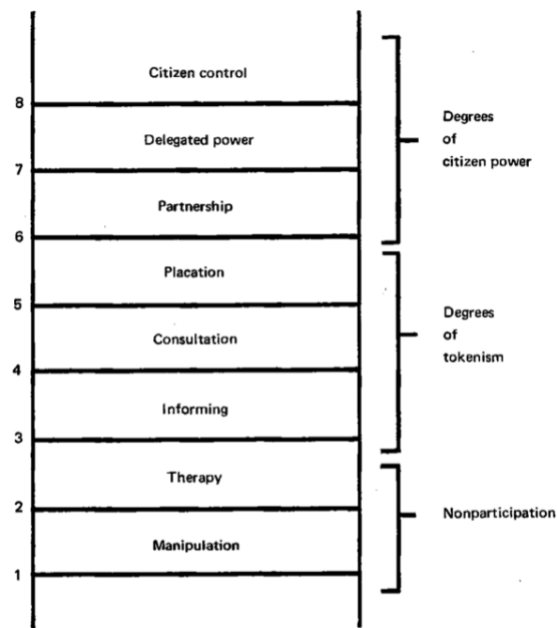 Citizen control
8
Delegated power
7
Partnership
6
Placation
5
Consultation
4
Informing
3
Therapy
2
Manipulation
1
Degrees
of
citizen power
Degrees
of
tokenism
Nonparticipation